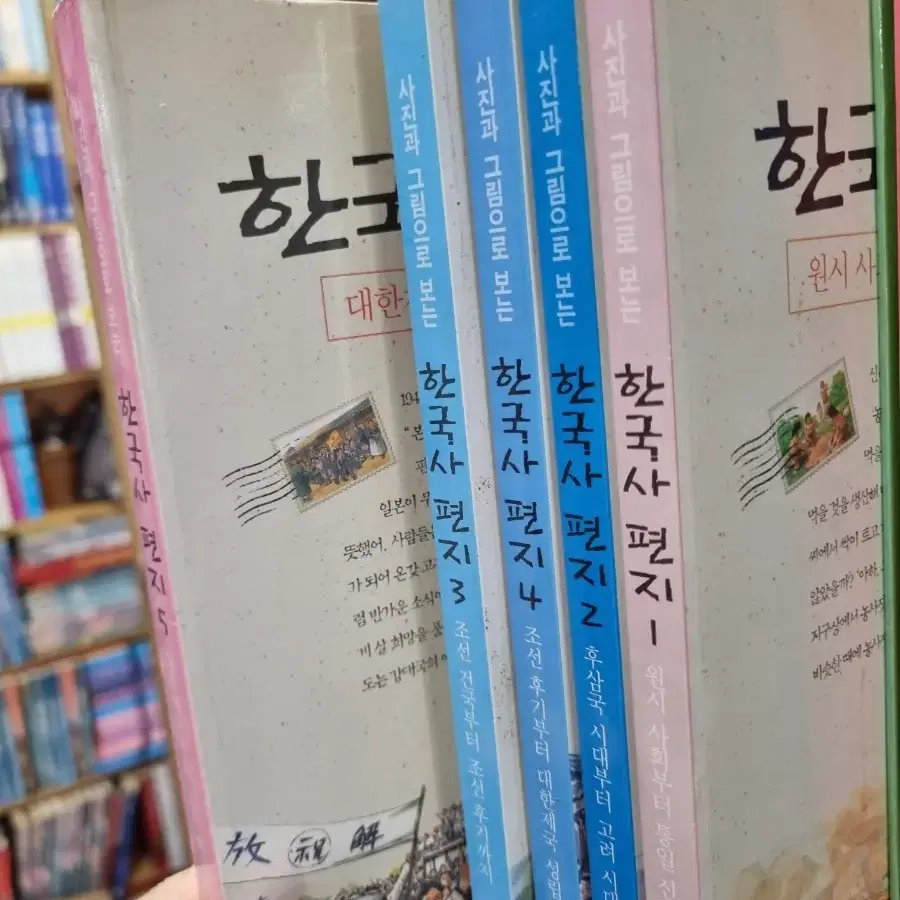 한국사 편지 5
한국
대한
194
"본
일본이 무
뜻했어. 사람들
가 되어 온갖 고
럼 반가운 소식
게 살 희망을 품
도는 강대국의
放 祝 解
사진과 그림으로 보는 한국사 편지 3 조선 건국부터 조선 후기까지
사진과 그림으로 보는 한국사 편지 4 조선 후기부터 대한제국 성립
사진과 그림으로 보는 한국사 편지 2 후삼국 시대부터 고려 시대
사진과 그림으로 보는 한국사 편지 1 원시 사회부터 통일 신
한국
원시 사
먹을 것을 생산해
씨에서 싹이 트고
않았을까? '아하,
지구상에서 농사
비슷한 때에 농사